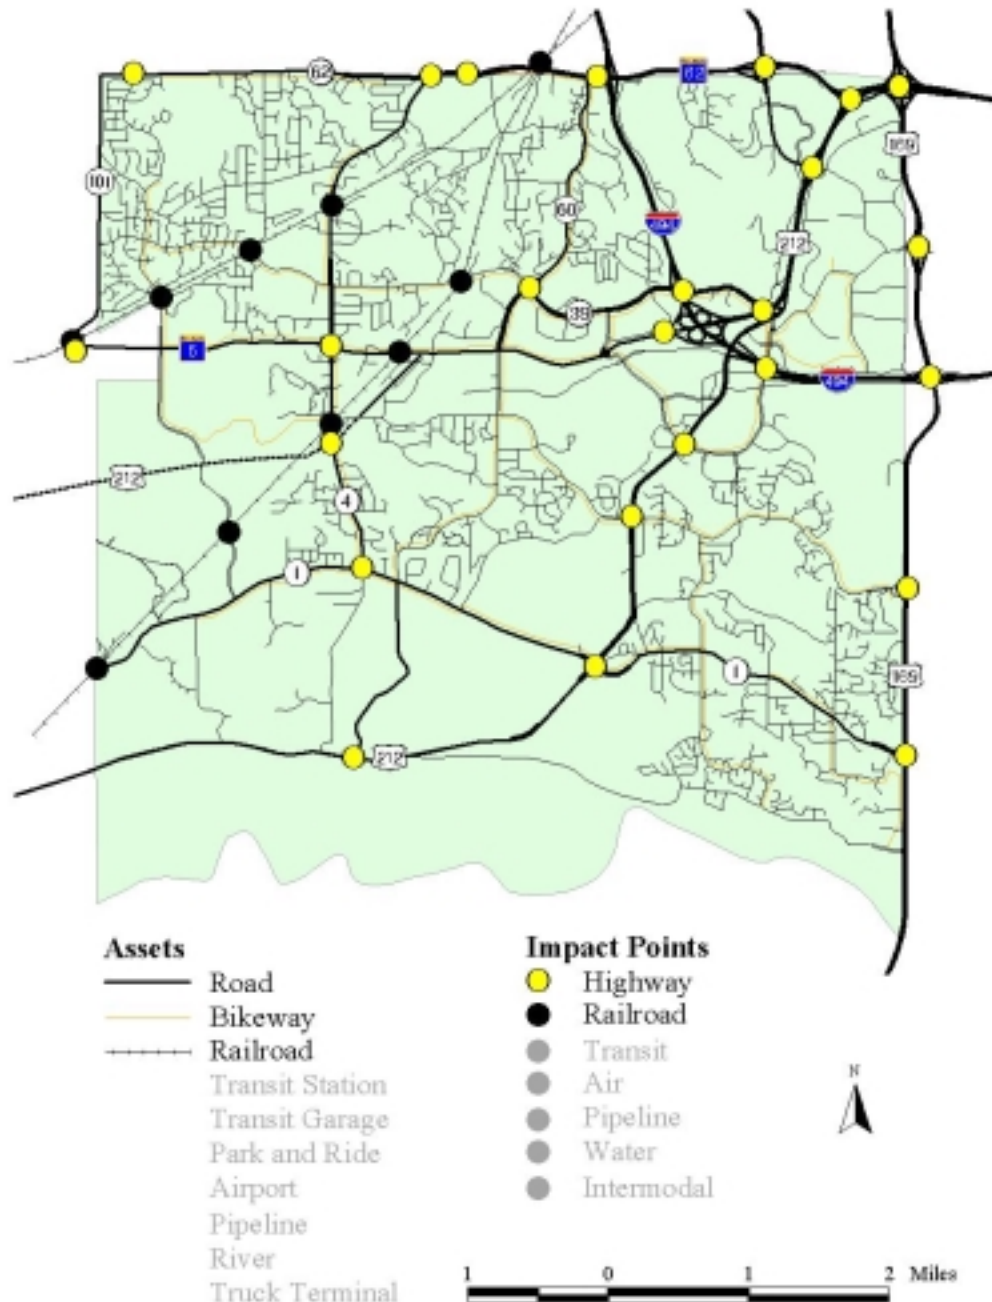 62
62
169
101
60
494
212
39
5
494
212
4
1
1
169
212
Assets
Road
Bikeway
Railroad
Transit Station
Transit Garage
Park and Ride
Airport
Pipeline
River
Truck Terminal
Impact Points
Highway
Railroad
Transit
Air
Pipeline
Water
Intermodal
N
1 0 1 2 Miles